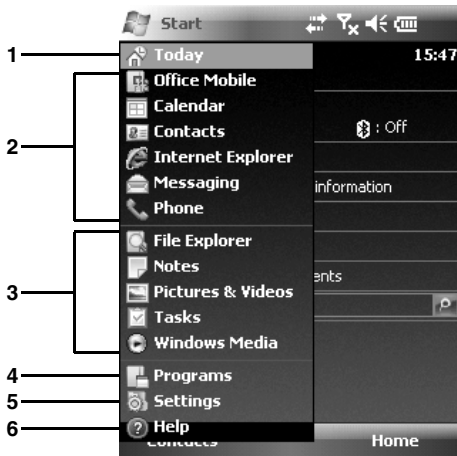 Start
1 Today 15:47
Office Mobile
Calendar
2 Contacts : Off
Internet Explorer
Messaging information
Phone
File Explorer
Notes ents
3 Pictures & Videos
Tasks
Windows Media
4 Programs
5 Settings
6 Help
Contacts Home